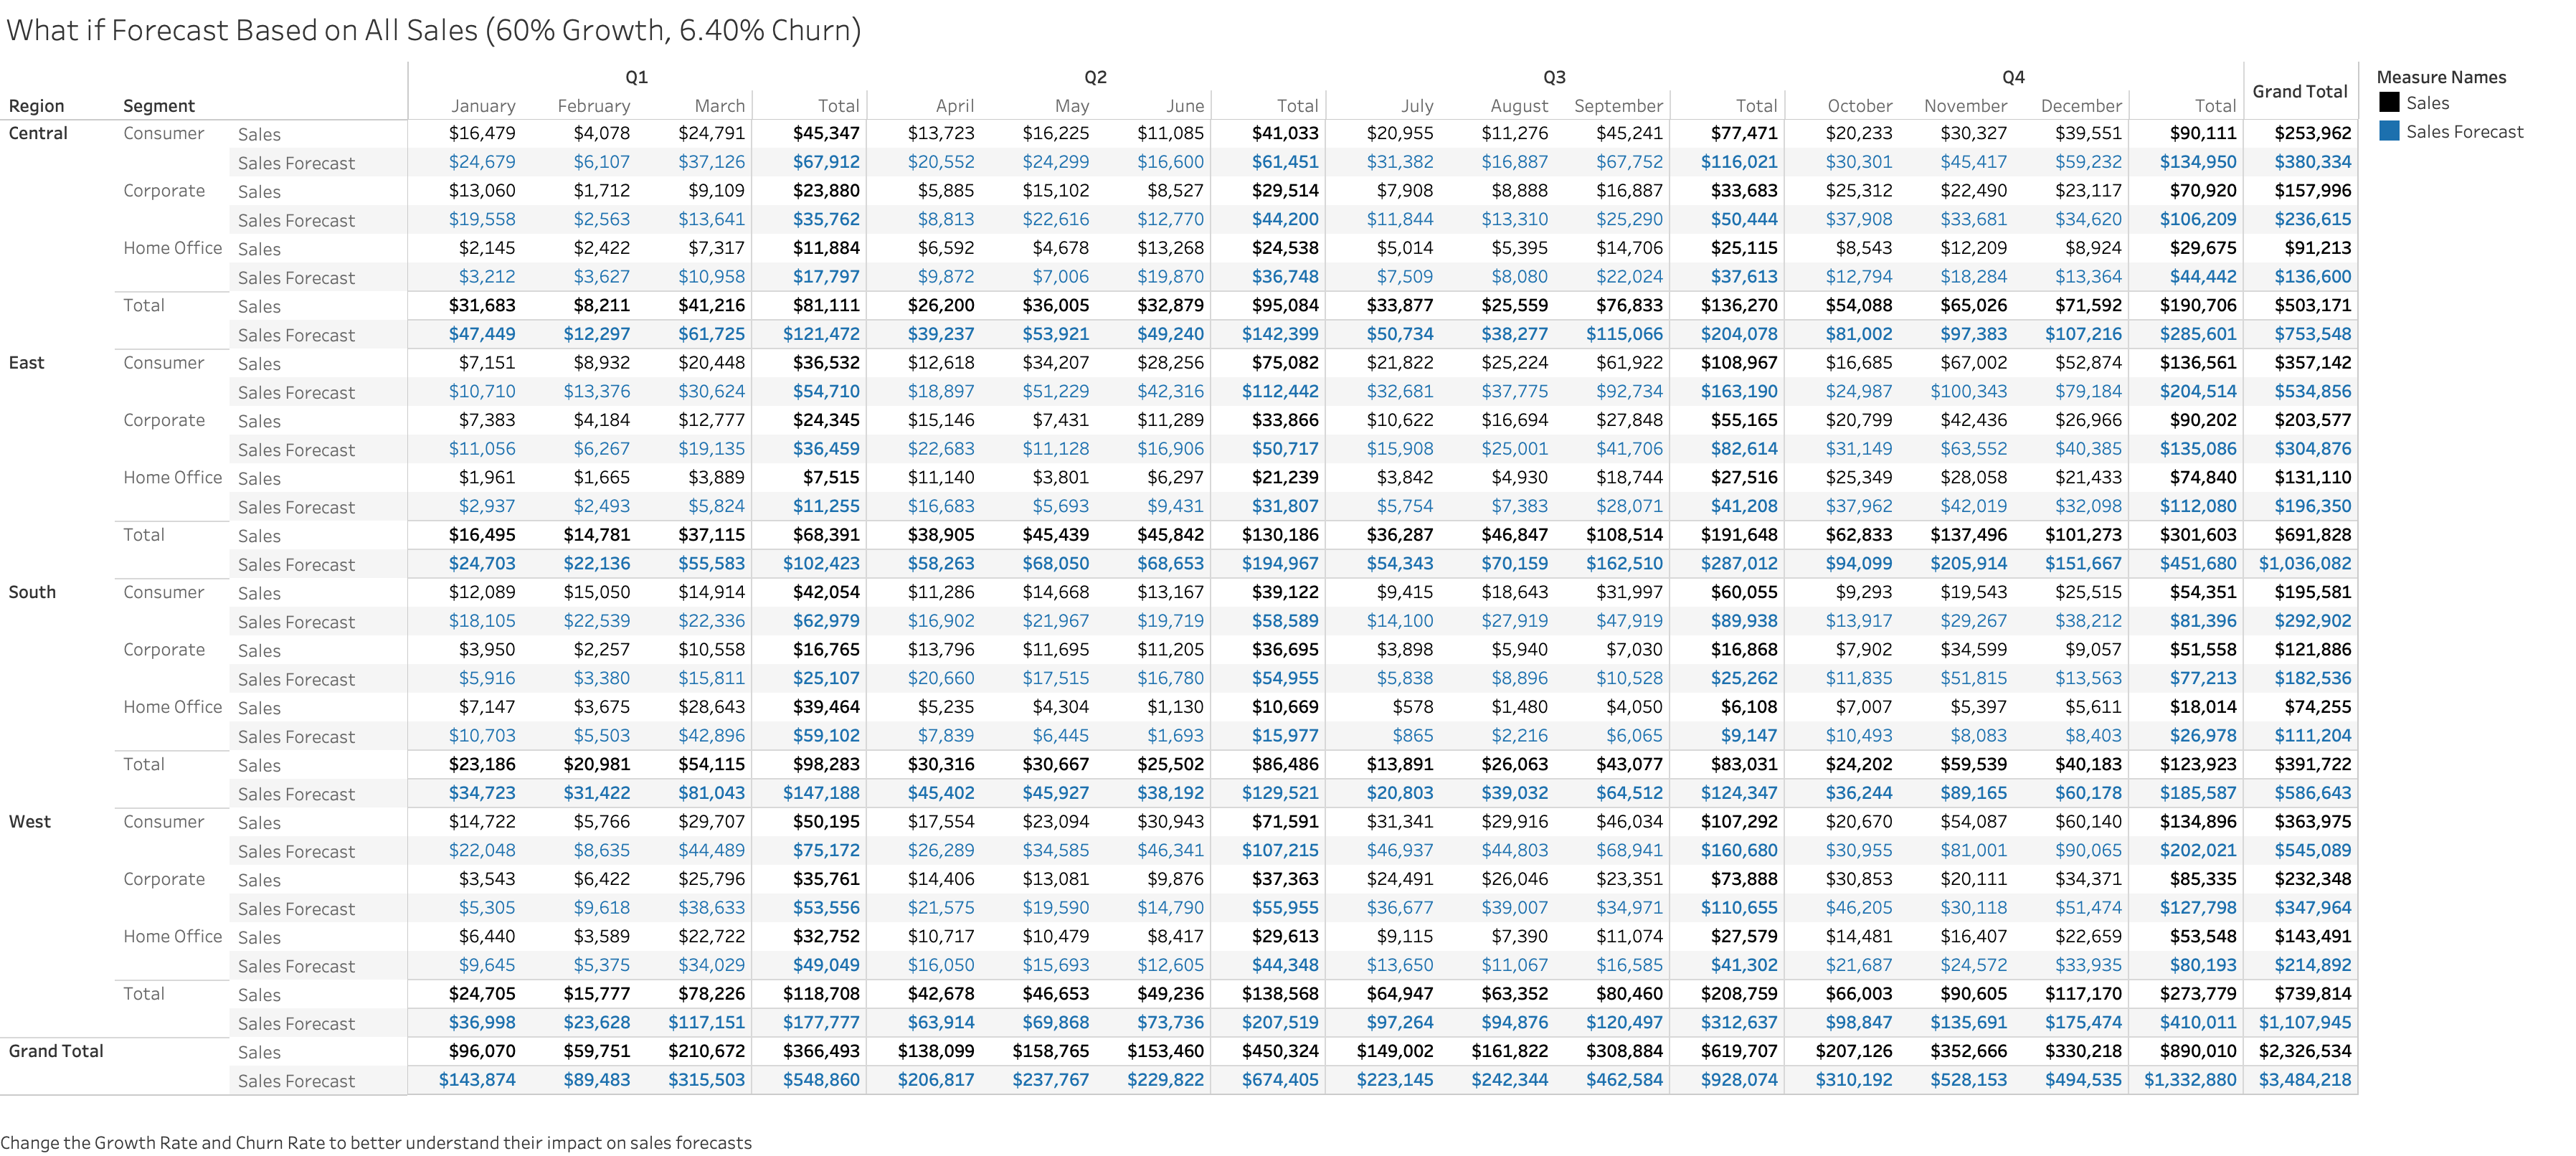 What if Forecast Based on All Sales (60% Growth, 6.40% Churn)
Q1 Q2 Q3 Q4 Grand Total Measure Names
Region Segment January February March Total April May June Total July August September Total October November December Total Sales
Central Consumer Sales $16,479 $4,078 $24,791 $45,347 $13,723 $16,225 $11,085 $41,033 $20,955 $11,276 $45,241 $77,471 $20,233 $30,327 $39,551 $90,111 $253,962 Sales Forecast
Sales Forecast $24,679 $6,107 $37,126 $67,912 $20,552 $24,299 $16,600 $61,451 $31,382 $16,887 $67,752 $116,021 $30,301 $45,417 $59,232 $134,950 $380,334
Corporate Sales $13,060 $1,712 $9,109 $23,880 $5,885 $15,102 $8,527 $29,514 $7,908 $8,888 $16,887 $33,683 $25,312 $22,490 $23,117 $70,920 $157,996
Sales Forecast $19,558 $2,563 $13,641 $35,762 $8,813 $22,616 $12,770 $44,200 $11,844 $13,310 $25,290 $50,444 $37,908 $33,681 $34,620 $106,209 $236,615
Home Office Sales $2,145 $2,422 $7,317 $11,884 $6,592 $4,678 $13,268 $24,538 $5,014 $5,395 $14,706 $25,115 $8,543 $12,209 $8,924 $29,675 $91,213
Sales Forecast $3,212 $3,627 $10,958 $17,797 $9,872 $7,006 $19,870 $36,748 $7,509 $8,080 $22,024 $37,613 $12,794 $18,284 $13,364 $44,442 $136,600
Total Sales $31,683 $8,211 $41,216 $81,111 $26,200 $36,005 $32,879 $95,084 $33,877 $25,559 $76,833 $136,270 $54,088 $65,026 $71,592 $190,706 $503,171
Sales Forecast $47,449 $12,297 $61,725 $121,472 $39,237 $53,921 $49,240 $142,399 $50,734 $38,277 $115,066 $204,078 $81,002 $97,383 $107,216 $285,601 $753,548
East Consumer Sales $7,151 $8,932 $20,448 $36,532 $12,618 $34,207 $28,256 $75,082 $21,822 $25,224 $61,922 $108,967 $16,685 $67,002 $52,874 $136,561 $357,142
Sales Forecast $10,710 $13,376 $30,624 $54,710 $18,897 $51,229 $42,316 $112,442 $32,681 $37,775 $92,734 $163,190 $24,987 $100,343 $79,184 $204,514 $534,856
Corporate Sales $7,383 $4,184 $12,777 $24,345 $15,146 $7,431 $11,289 $33,866 $10,622 $16,694 $27,848 $55,165 $20,799 $42,436 $26,966 $90,202 $203,577
Sales Forecast $11,056 $6,267 $19,135 $36,459 $22,683 $11,128 $16,906 $50,717 $15,908 $25,001 $41,706 $82,614 $31,149 $63,552 $40,385 $135,086 $304,876
Home Office Sales $1,961 $1,665 $3,889 $7,515 $11,140 $3,801 $6,297 $21,239 $3,842 $4,930 $18,744 $27,516 $25,349 $28,058 $21,433 $74,840 $131,110
Sales Forecast $2,937 $2,493 $5,824 $11,255 $16,683 $5,693 $9,431 $31,807 $5,754 $7,383 $28,071 $41,208 $37,962 $42,019 $32,098 $112,080 $196,350
Total Sales $16,495 $14,781 $37,115 $68,391 $38,905 $45,439 $45,842 $130,186 $36,287 $46,847 $108,514 $191,648 $62,833 $137,496 $101,273 $301,603 $691,828
Sales Forecast $24,703 $22,136 $55,583 $102,423 $58,263 $68,050 $68,653 $194,967 $54,343 $70,159 $162,510 $287,012 $94,099 $205,914 $151,667 $451,680 $1,036,082
South Consumer Sales $12,089 $15,050 $14,914 $42,054 $11,286 $14,668 $13,167 $39,122 $9,415 $18,643 $31,997 $60,055 $9,293 $19,543 $25,515 $54,351 $195,581
Sales Forecast $18,105 $22,539 $22,336 $62,979 $16,902 $21,967 $19,719 $58,589 $14,100 $27,919 $47,919 $89,938 $13,917 $29,267 $38,212 $81,396 $292,902
Corporate Sales $3,950 $2,257 $10,558 $16,765 $13,796 $11,695 $11,205 $36,695 $3,898 $5,940 $7,030 $16,868 $7,902 $34,599 $9,057 $51,558 $121,886
Sales Forecast $5,916 $3,380 $15,811 $25,107 $20,660 $17,515 $16,780 $54,955 $5,838 $8,896 $10,528 $25,262 $11,835 $51,815 $13,563 $77,213 $182,536
Home Office Sales $7,147 $3,675 $28,643 $39,464 $5,235 $4,304 $1,130 $10,669 $578 $1,480 $4,050 $6,108 $7,007 $5,397 $5,611 $18,014 $74,255
Sales Forecast $10,703 $5,503 $42,896 $59,102 $7,839 $6,445 $1,693 $15,977 $865 $2,216 $6,065 $9,147 $10,493 $8,083 $8,403 $26,978 $111,204
Total Sales $23,186 $20,981 $54,115 $98,283 $30,316 $30,667 $25,502 $86,486 $13,891 $26,063 $43,077 $83,031 $24,202 $59,539 $40,183 $123,923 $391,722
Sales Forecast $34,723 $31,422 $81,043 $147,188 $45,402 $45,927 $38,192 $129,521 $20,803 $39,032 $64,512 $124,347 $36,244 $89,165 $60,178 $185,587 $586,643
West Consumer Sales $14,722 $5,766 $29,707 $50,195 $17,554 $23,094 $30,943 $71,591 $31,341 $29,916 $46,034 $107,292 $20,670 $54,087 $60,140 $134,896 $363,975
Sales Forecast $22,048 $8,635 $44,489 $75,172 $26,289 $34,585 $46,341 $107,215 $46,937 $44,803 $68,941 $160,680 $30,955 $81,001 $90,065 $202,021 $545,089
Corporate Sales $3,543 $6,422 $25,796 $35,761 $14,406 $13,081 $9,876 $37,363 $24,491 $26,046 $23,351 $73,888 $30,853 $20,111 $34,371 $85,335 $232,348
Sales Forecast $5,305 $9,618 $38,633 $53,556 $21,575 $19,590 $14,790 $55,955 $36,677 $39,007 $34,971 $110,655 $46,205 $30,118 $51,474 $127,798 $347,964
Home Office Sales $6,440 $3,589 $22,722 $32,752 $10,717 $10,479 $8,417 $29,613 $9,115 $7,390 $11,074 $27,579 $14,481 $16,407 $22,659 $53,548 $143,491
Sales Forecast $9,645 $5,375 $34,029 $49,049 $16,050 $15,693 $12,605 $44,348 $13,650 $11,067 $16,585 $41,302 $21,687 $24,572 $33,935 $80,193 $214,892
Total Sales $24,705 $15,777 $78,226 $118,708 $42,678 $46,653 $49,236 $138,568 $64,947 $63,352 $80,460 $208,759 $66,003 $90,605 $117,170 $273,779 $739,814
Sales Forecast $36,998 $23,628 $117,151 $177,777 $63,914 $69,868 $73,736 $207,519 $97,264 $94,876 $120,497 $312,637 $98,847 $135,691 $175,474 $410,011 $1,107,945
Grand Total Sales $96,070 $59,751 $210,672 $366,493 $138,099 $158,765 $153,460 $450,324 $149,002 $161,822 $308,884 $619,707 $207,126 $352,666 $330,218 $890,010 $2,326,534
Sales Forecast $143,874 $89,483 $315,503 $548,860 $206,817 $237,767 $229,822 $674,405 $223,145 $242,344 $462,584 $928,074 $310,192 $528,153 $494,535 $1,332,880 $3,484,218
Change the Growth Rate and Churn Rate to better understand their impact on sales forecasts